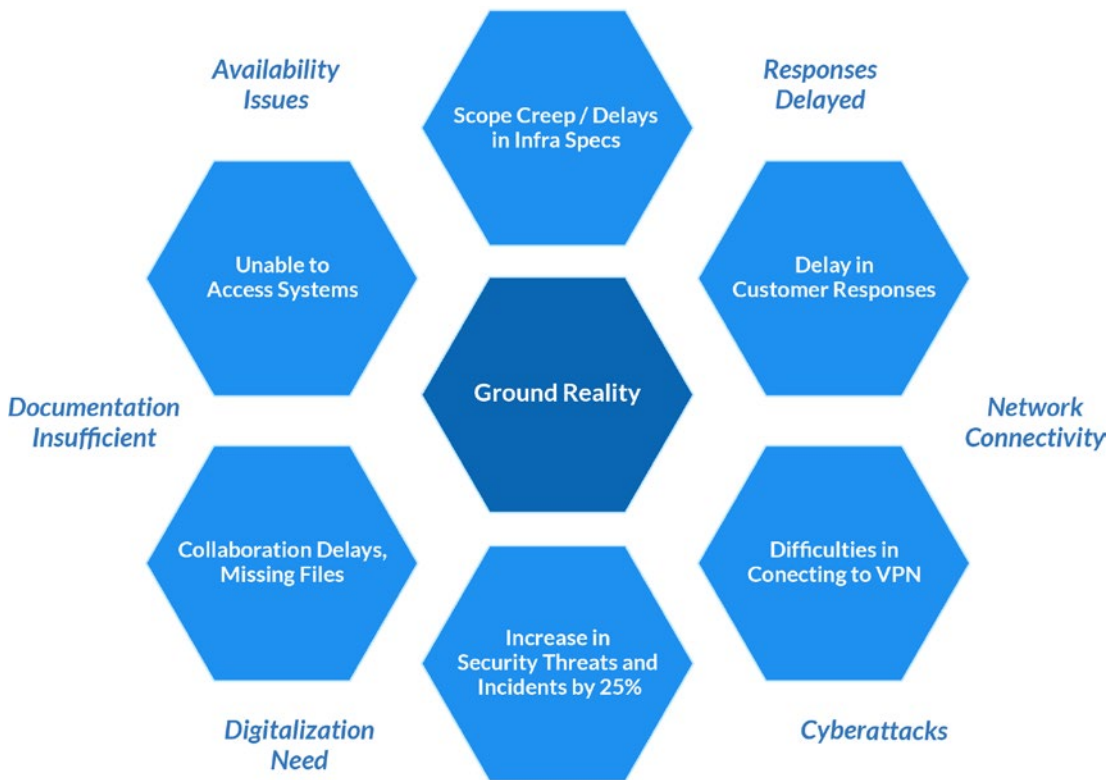 Availability
Issues
Scope Creep / Delays
in Infra Specs
Responses
Delayed
Unable to
Access Systems
Delay in
Customer Responses
Ground Reality
Documentation
Insufficient
Network
Connectivity
Collaboration Delays,
Missing Files
Difficulties in
Conecting to VPN
Increase in
Security Threats and
Incidents by 25%
Digitalization
Need
Cyberattacks